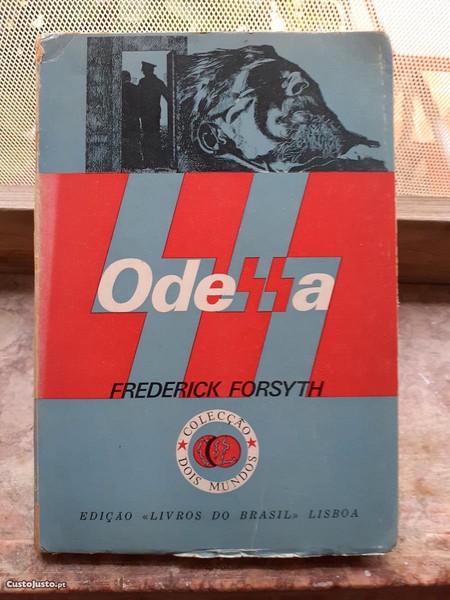 Odessa
FREDERICK FORSYTH
COLECÇÃO
DOIS MUNDOS
EDIÇÃO «LIVROS DO BRASIL» LISBOA
CustoJusto.pt